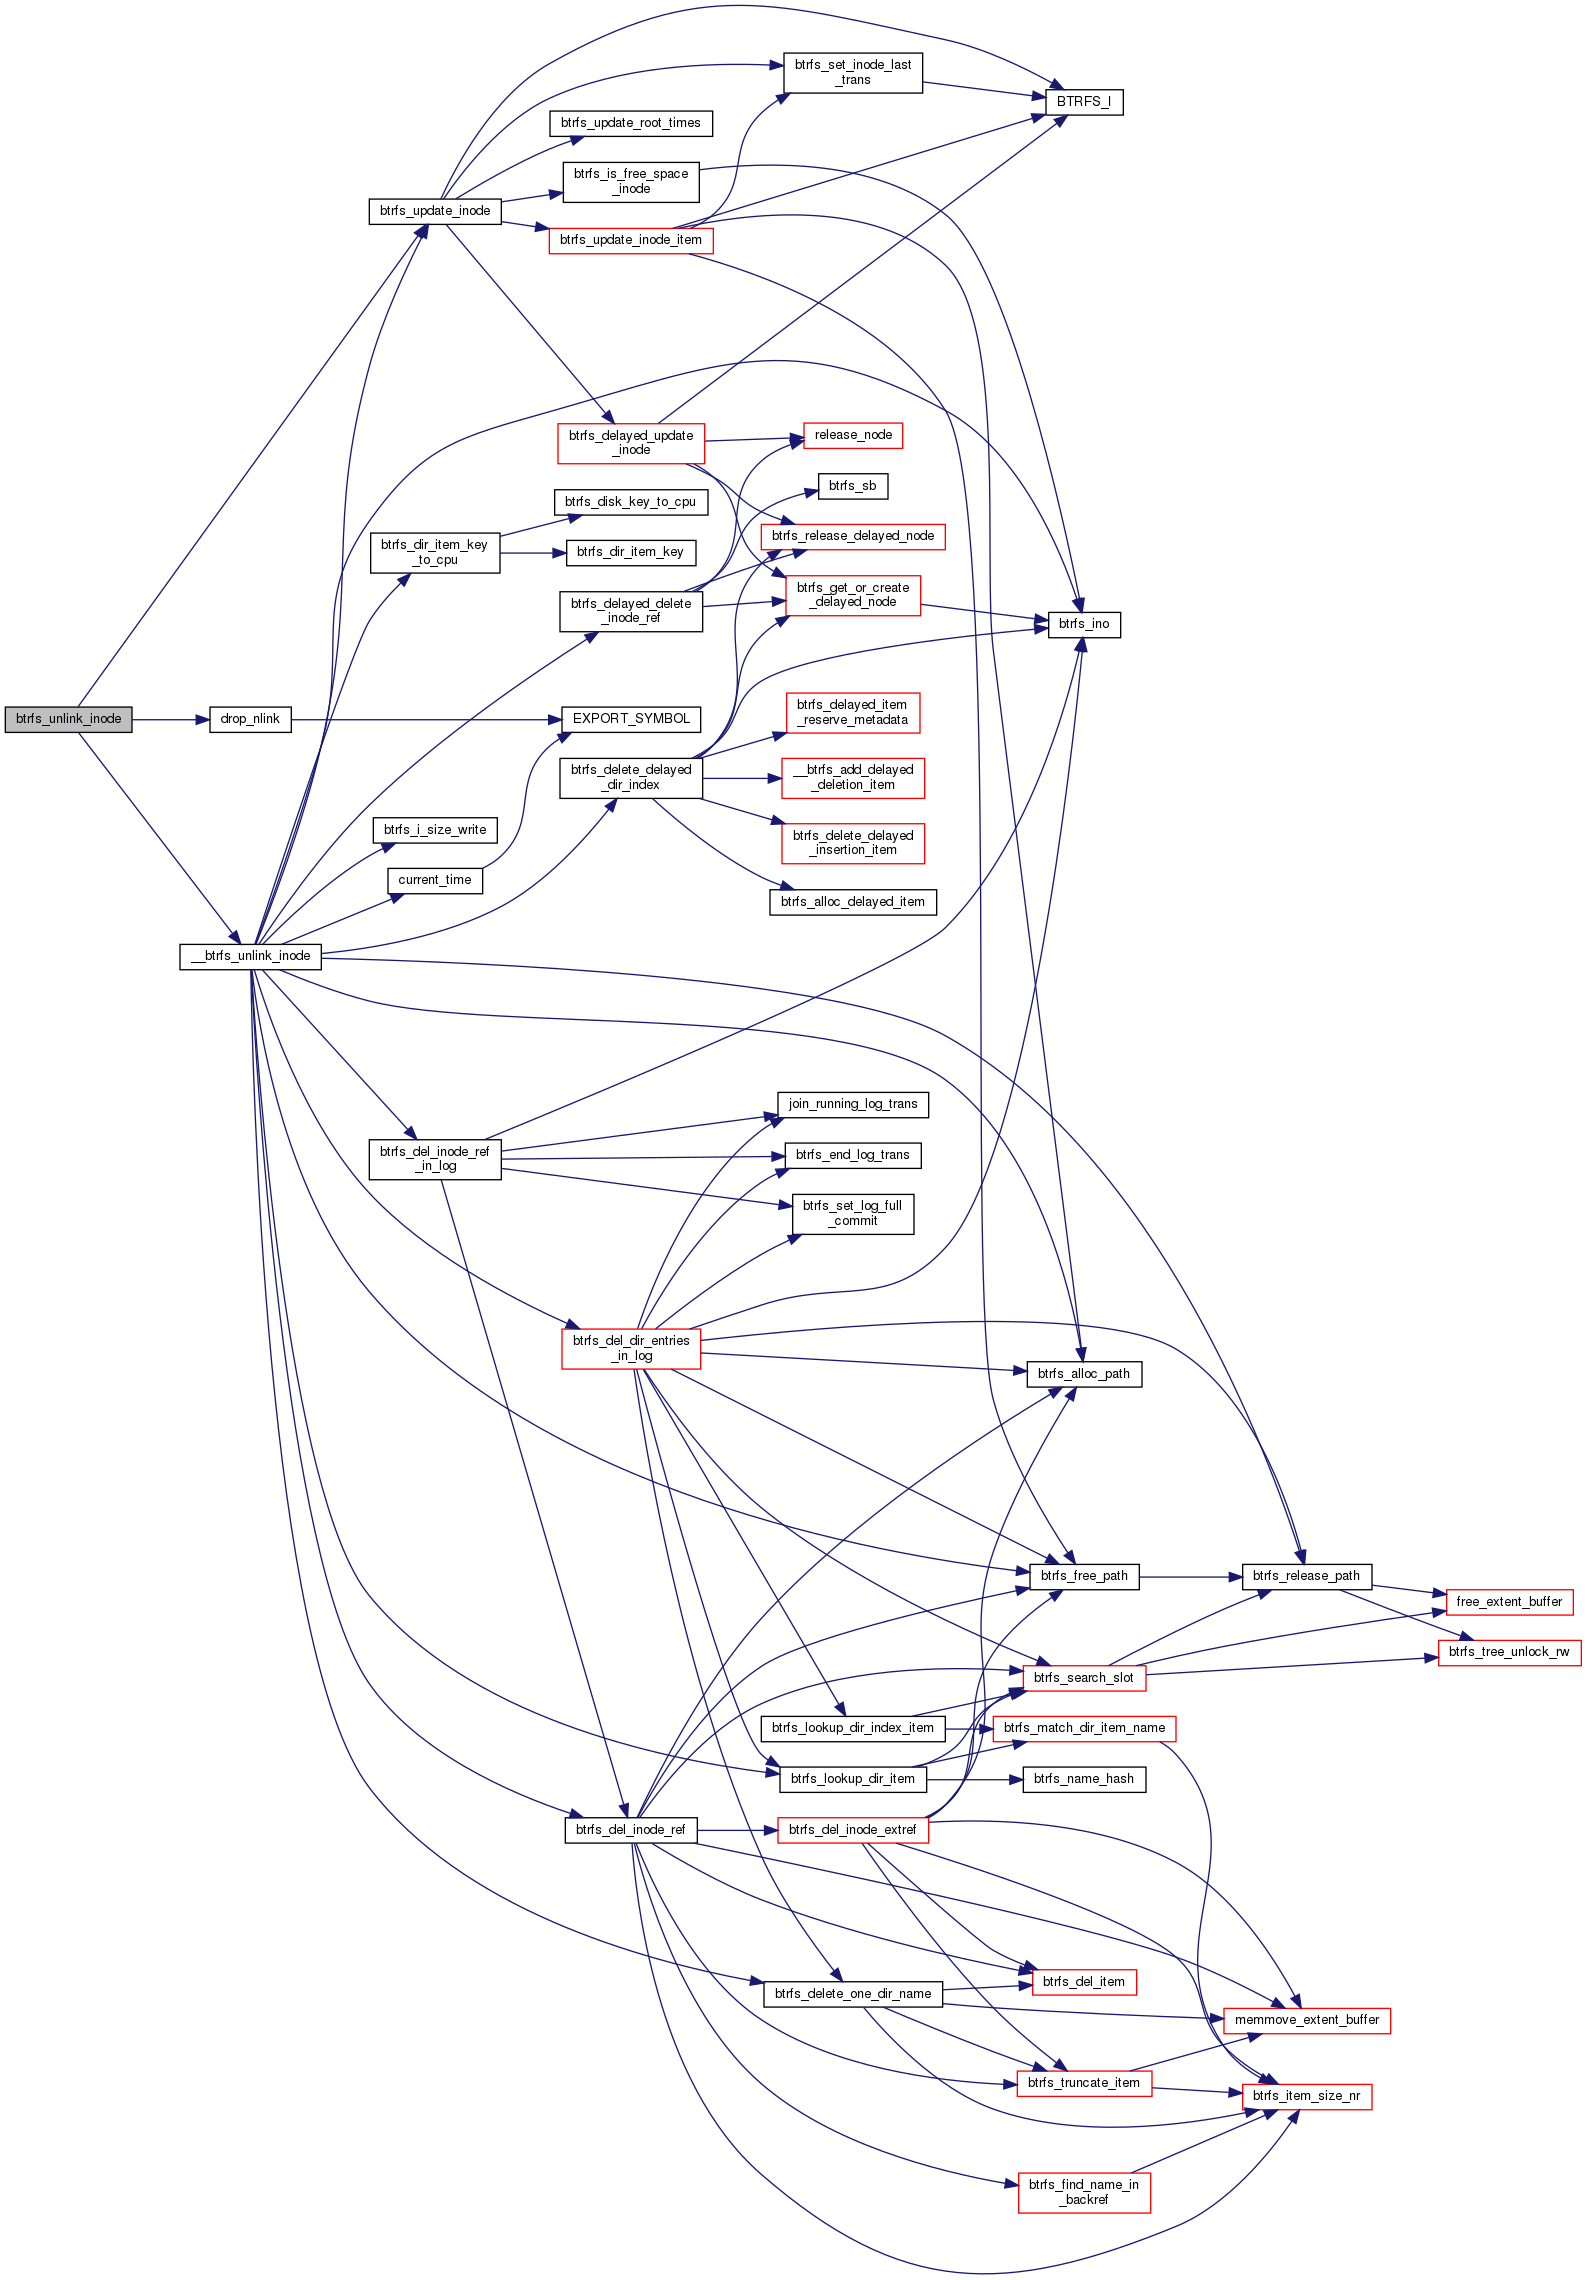 btrfs_set_inode_last
_trans
BTRFS_I
btrfs_update_root_times
btrfs_is_free_space
_inode
btrfs_update_inode
btrfs_update_inode_item
release_node
btrfs_delayed_update
_inode
btrfs_sb
btrfs_disk_key_to_cpu
btrfs_release_delayed_node
btrfs_dir_item_key
_to_cpu
btrfs_dir_item_key
btrfs_get_or_create
_delayed_node
btrfs_delayed_delete
_inode_ref
btrfs_ino
btrfs_unlink_inode
drop_nlink
EXPORT_SYMBOL
btrfs_delayed_item
_reserve_metadata
btrfs_delete_delayed
_dir_index
__btrfs_add_delayed
_deletion_item
btrfs_i_size_write
btrfs_delete_delayed
_insertion_item
current_time
btrfs_alloc_delayed_item
__btrfs_unlink_inode
join_running_log_trans
btrfs_del_inode_ref
_in_log
btrfs_end_log_trans
btrfs_set_log_full
_commit
btrfs_del_dir_entries
_in_log
btrfs_alloc_path
btrfs_free_path
btrfs_release_path
free_extent_buffer
btrfs_tree_unlock_rw
btrfs_search_slot
btrfs_lookup_dir_index_item
btrfs_match_dir_item_name
btrfs_lookup_dir_item
btrfs_name_hash
btrfs_del_inode_ref
btrfs_del_inode_extref
btrfs_del_item
btrfs_delete_one_dir_name
memmove_extent_buffer
btrfs_truncate_item
btrfs_item_size_nr
btrfs_find_name_in
_backref